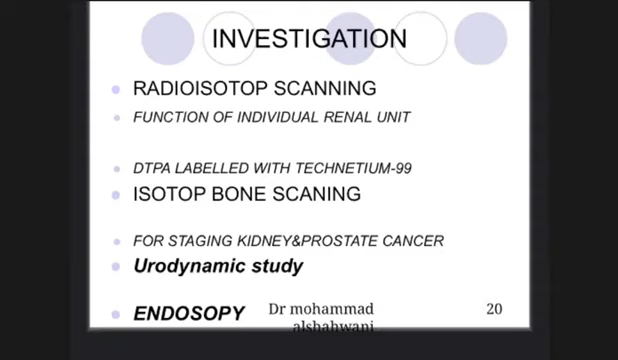 INVESTIGATION
RADIOISOTOP SCANNING
FUNCTION OF INDIVIDUAL RENAL UNIT
DTPA LABELLED WITH TECHNETIUM-99
ISOTOP BONE SCANING
FOR STAGING KIDNEY&PROSTATE CANCER
Urodynamic study
ENDOSOPY
Dr mohammad
alshahwani
20